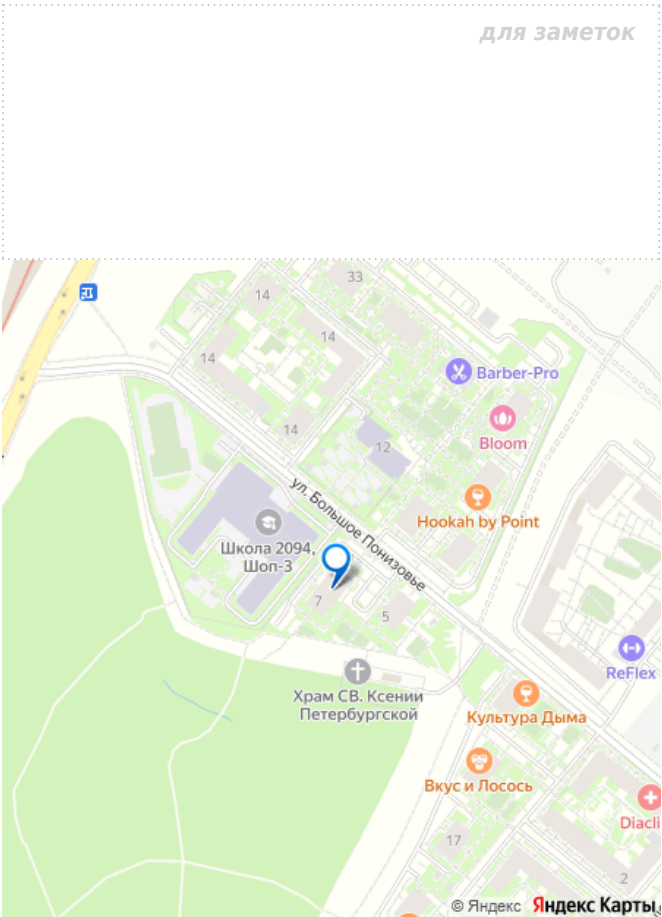 для заметок
33
14
14
14
Barber-Pro
Bloom
14
12
ул. Большое Понизовье
Hookah by Point
Школа 2094,
Шоп-3
7
5
ReFlex
Храм СВ. Ксении
Петербургской
Культура Дыма
Вкус и Лосось
Diacli
17
2
© Яндекс Яндекс Карты